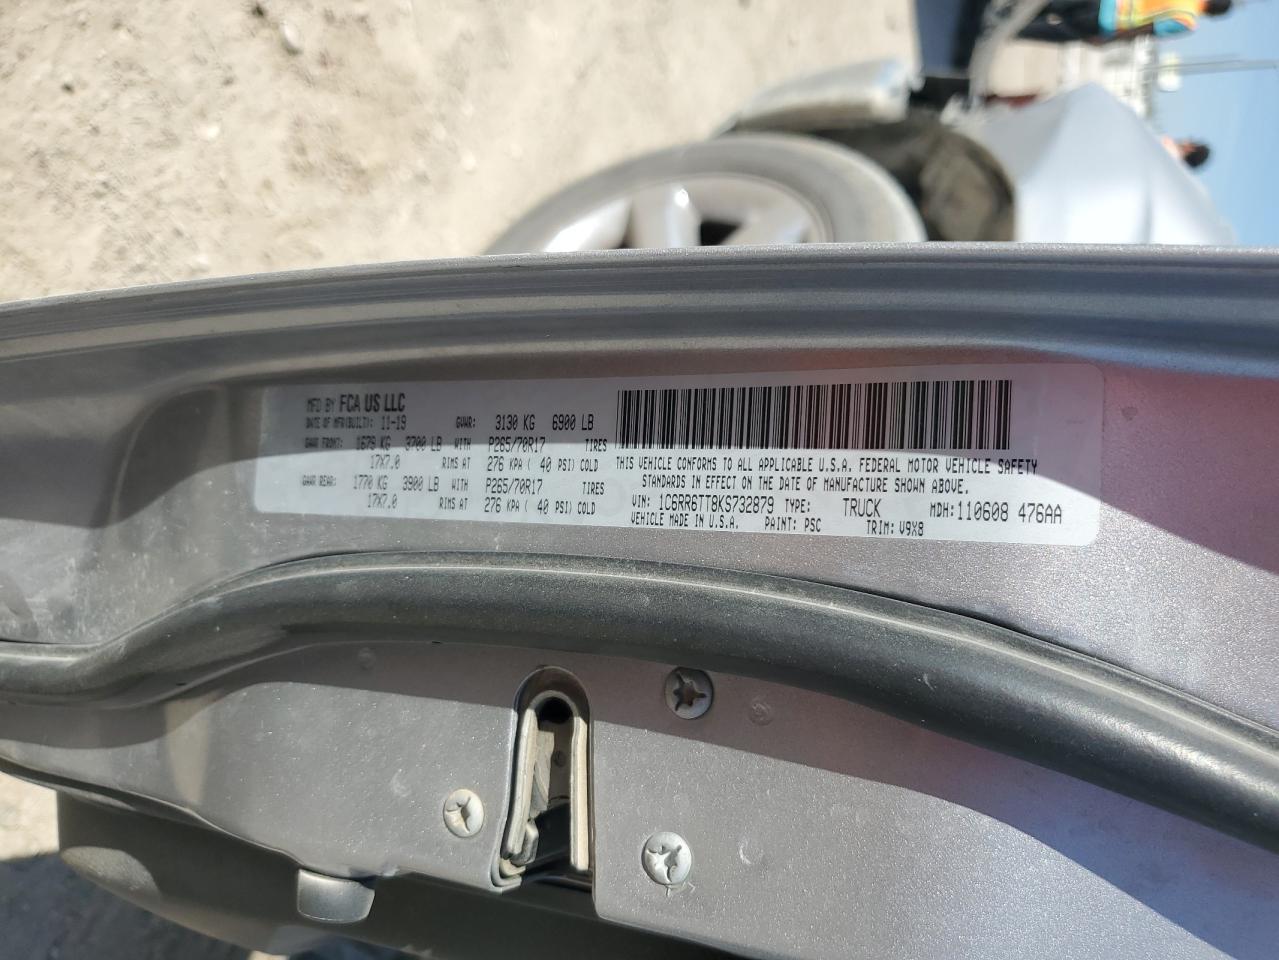 MFD BY FCA US LLC
DATE OF MFR(BUILT): 11-19 GVWR: 3130 KG 6900 LB
GAWR FRONT: 1679 KG 3700 LB WITH P265/70R17 TIRES
17X7.0 RIMS AT 276 KPA ( 40 PSI) COLD
GAWR REAR: 1770 KG 3900 LB WITH P265/70R17 TIRES
17X7.0 RIMS AT 276 KPA ( 40 PSI) COLD
THIS VEHICLE CONFORMS TO ALL APPLICABLE U.S.A. FEDERAL MOTOR VEHICLE SAFETY
STANDARDS IN EFFECT ON THE DATE OF MANUFACTURE SHOWN ABOVE.
VIN: 1C6RR6TT8KS732879 TYPE: TRUCK MDH: 110608 476AA
VEHICLE MADE IN U.S.A. PAINT: PSC TRIM: V9X8